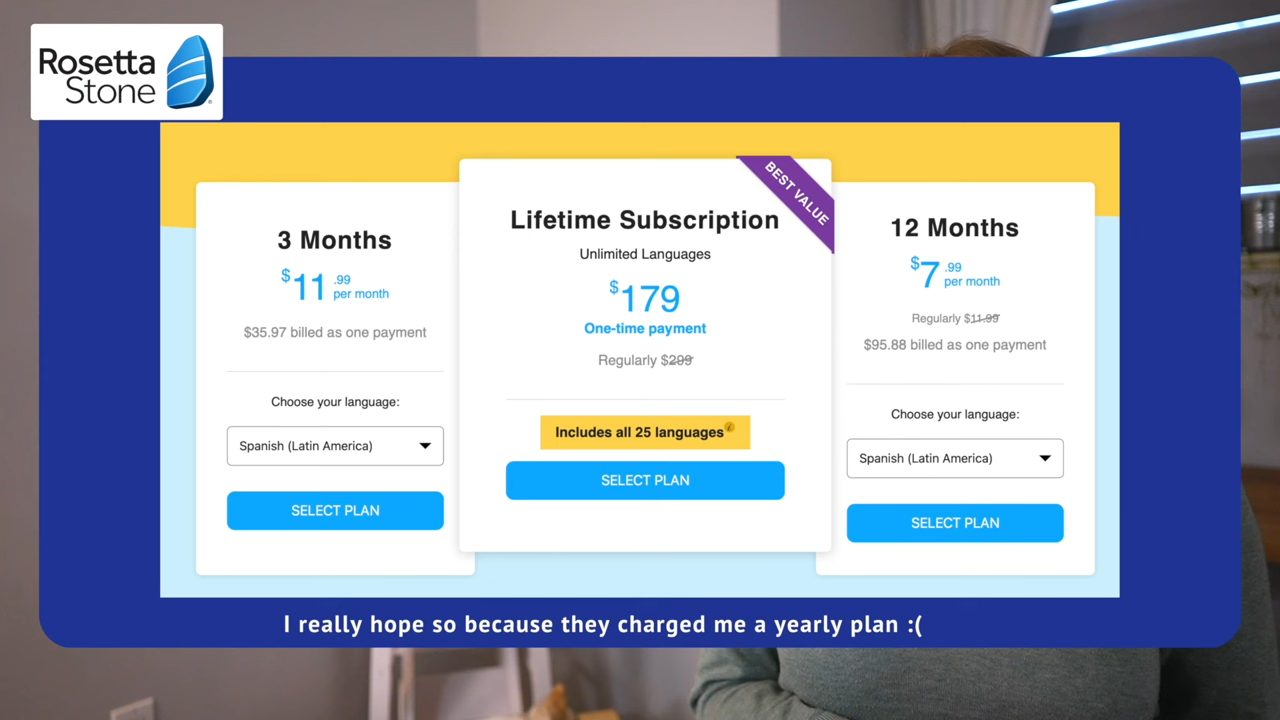 Rosetta
Stone
3 Months
$11.99
per month
$35.97 billed as one payment
Choose your language:
Spanish (Latin America)
SELECT PLAN
BEST VALUE
Lifetime Subscription
Unlimited Languages
$179
One-time payment
Regularly $299
Includes all 25 languages i
SELECT PLAN
12 Months
$7.99
per month
Regularly $11.99
$95.88 billed as one payment
Choose your language:
Spanish (Latin America)
SELECT PLAN
I really hope so because they charged me a yearly plan :(